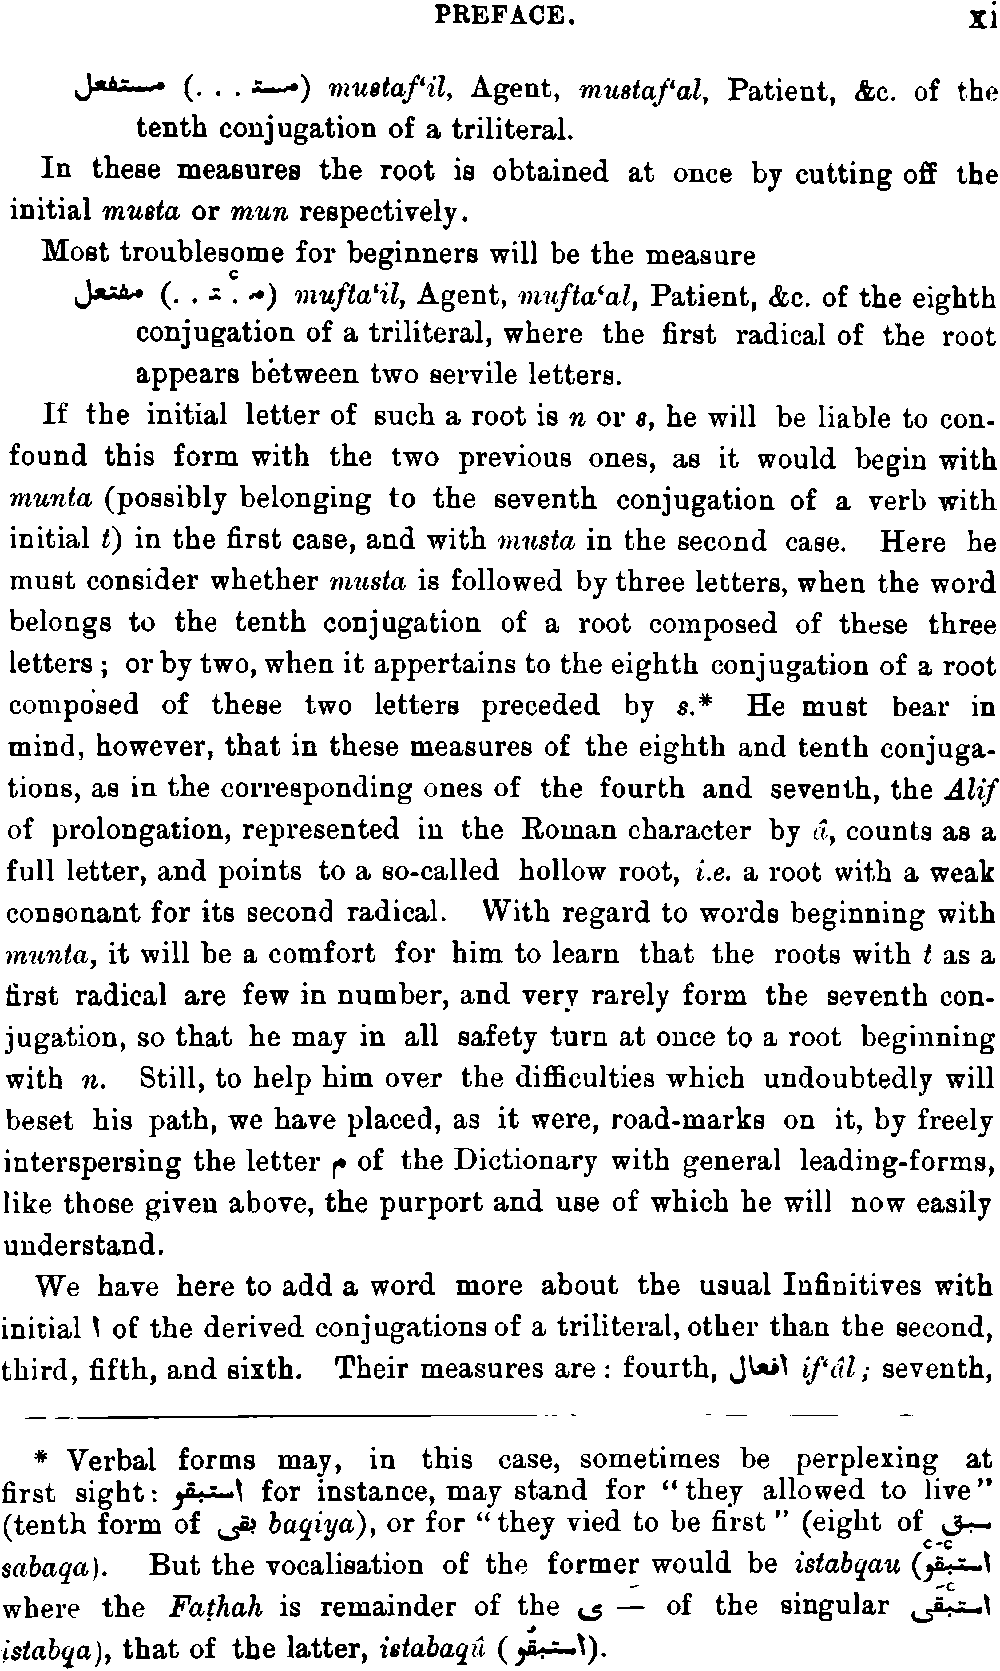 PREFACE. xi
مستفعل (. . . مستـ) mustaf‘il, Agent, mustaf‘al, Patient, &c. of the
tenth conjugation of a triliteral.
In these measures the root is obtained at once by cutting off the
initial musta or mun respectively.
Most troublesome for beginners will be the measure
مفتعل (. . تـ . مـ) mufta‘il, Agent, mufta‘al, Patient, &c. of the eighth
conjugation of a triliteral, where the first radical of the root
appears between two servile letters.
If the initial letter of such a root is n or s, he will be liable to con-
found this form with the two previous ones, as it would begin with
munta (possibly belonging to the seventh conjugation of a verb with
initial t) in the first case, and with musta in the second case. Here he
must consider whether musta is followed by three letters, when the word
belongs to the tenth conjugation of a root composed of these three
letters ; or by two, when it appertains to the eighth conjugation of a root
composed of these two letters preceded by s.* He must bear in
mind, however, that in these measures of the eighth and tenth conjuga-
tions, as in the corresponding ones of the fourth and seventh, the Alif
of prolongation, represented in the Roman character by â, counts as a
full letter, and points to a so-called hollow root, i.e. a root with a weak
consonant for its second radical. With regard to words beginning with
munta, it will be a comfort for him to learn that the roots with t as a
first radical are few in number, and very rarely form the seventh con-
jugation, so that he may in all safety turn at once to a root beginning
with n. Still, to help him over the difficulties which undoubtedly will
beset his path, we have placed, as it were, road-marks on it, by freely
interspersing the letter م of the Dictionary with general leading-forms,
like those given above, the purport and use of which he will now easily
understand.
We have here to add a word more about the usual Infinitives with
initial ا of the derived conjugations of a triliteral, other than the second,
third, fifth, and sixth. Their measures are : fourth, افعال if‘âl ; seventh,
* Verbal forms may, in this case, sometimes be perplexing at
first sight : استبقو for instance, may stand for “ they allowed to live”
(tenth form of بقى baqiya), or for “they vied to be first ” (eight of سبق
sabaqa). But the vocalisation of the former would be istabqau (اسْتَبْقَو
where the Fatḥah is remainder of the ى — of the singular اسْتَبقى
istabqa), that of the latter, istabaqû (استبقُو).